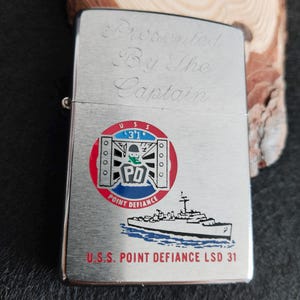 Presented
By The
Captain
U S S
'31'
PD
POINT DEFIANCE
U.S.S. POINT DEFIANCE LSD 31